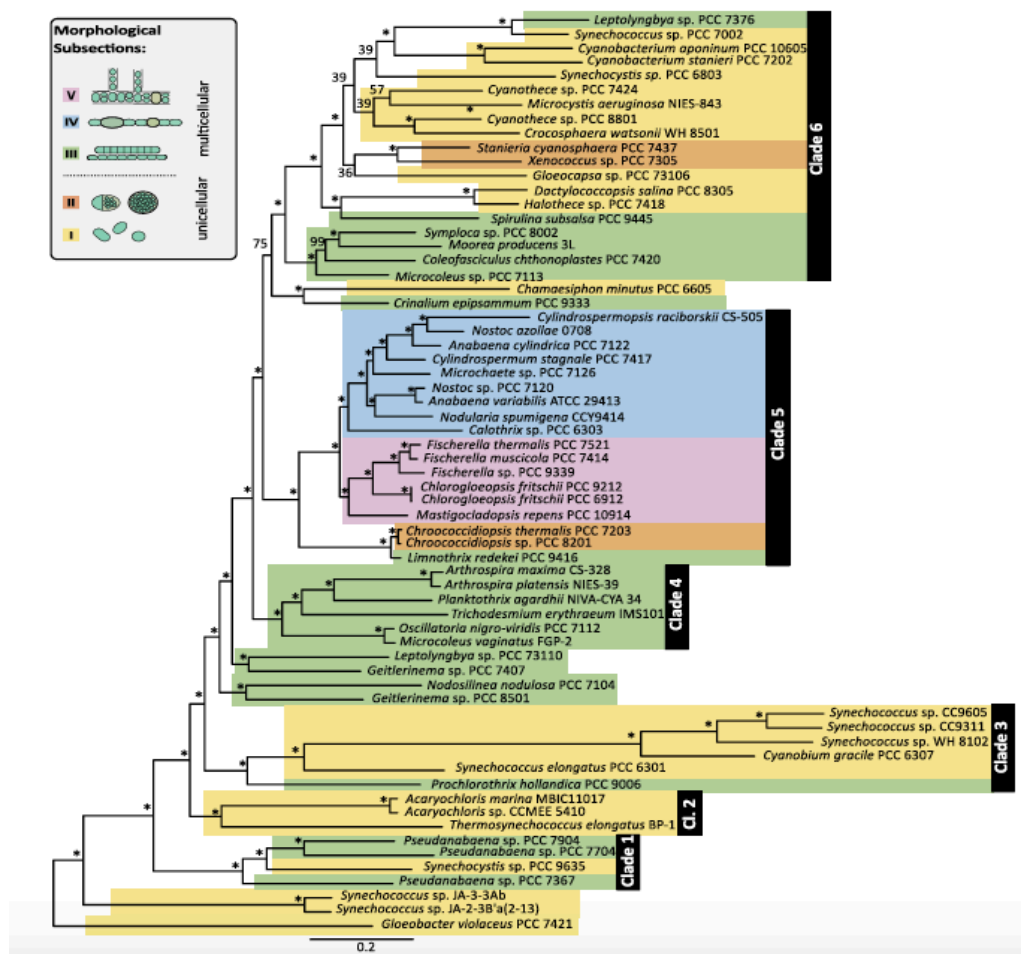 Morphological
Subsections:
V
IV
III
II
I
multicellular
unicellular
Leptolyngbya sp. PCC 7376
Synechococcus sp. PCC 7002
Cyanobacterium aponinum PCC 10605
Cyanobacterium stanieri PCC 7202
Synechocystis sp. PCC 6803
Cyanothece sp. PCC 7424
Microcystis aeruginosa NIES-843
Cyanothece sp. PCC 8801
Crocosphaera watsonii WH 8501
Stanieria cyanosphaera PCC 7437
Xenococcus sp. PCC 7305
Gloeocapsa sp. PCC 73106
Dactylococcopsis salina PCC 8305
Halothece sp. PCC 7418
Spirulina subsalsa PCC 9445
Symploca sp. PCC 8002
Moorea producens 3L
Coleofasciculus chthonoplastes PCC 7420
Microcoleus sp. PCC 7113
Clade 6
Chamaesiphon minutus PCC 6605
Crinalium epipsammum PCC 9333
Cylindrospermopsis raciborskii CS-505
Nostoc azollae 0708
Anabaena cylindrica PCC 7122
Cylindrospermum stagnale PCC 7417
Microchaete sp. PCC 7126
Nostoc sp. PCC 7120
Anabaena variabilis ATCC 29413
Nodularia spumigena CCY9414
Calothrix sp. PCC 6303
Fischerella thermalis PCC 7521
Fischerella muscicola PCC 7414
Fischerella sp. PCC 9339
Chlorogloeopsis fritschii PCC 9212
Chlorogloeopsis fritschii PCC 6912
Mastigocladopsis repens PCC 10914
Chroococcidiopsis thermalis PCC 7203
Chroococcidiopsis sp. PCC 8201
Limnothrix redekei PCC 9416
Clade 5
Arthrospira maxima CS-328
Arthrospira platensis NIES-39
Planktothrix agardhii NIVA-CYA 34
Trichodesmium erythraeum IMS101
Oscillatoria nigro-viridis PCC 7112
Microcoleus vaginatus FGP-2
Clade 4
Leptolyngbya sp. PCC 73110
Geitlerinema sp. PCC 7407
Nodosilinea nodulosa PCC 7104
Geitlerinema sp. PCC 8501
Synechococcus sp. CC9605
Synechococcus sp. CC9311
Synechococcus sp. WH 8102
Cyanobium gracile PCC 6307
Synechococcus elongatus PCC 6301
Prochlorothrix hollandica PCC 9006
Clade 3
Acaryochloris marina MBIC11017
Acaryochloris sp. CCMEE 5410
Thermosynechococcus elongatus BP-1
Cl. 2
Pseudanabaena sp. PCC 7904
Pseudanabaena sp. PCC 7704
Synechocystis sp. PCC 9635
Pseudanabaena sp. PCC 7367
Clade 1
Synechococcus sp. JA-3-3Ab
Synechococcus sp. JA-2-3B'a(2-13)
Gloeobacter violaceus PCC 7421
39
39
57
39
36
99
75
0.2